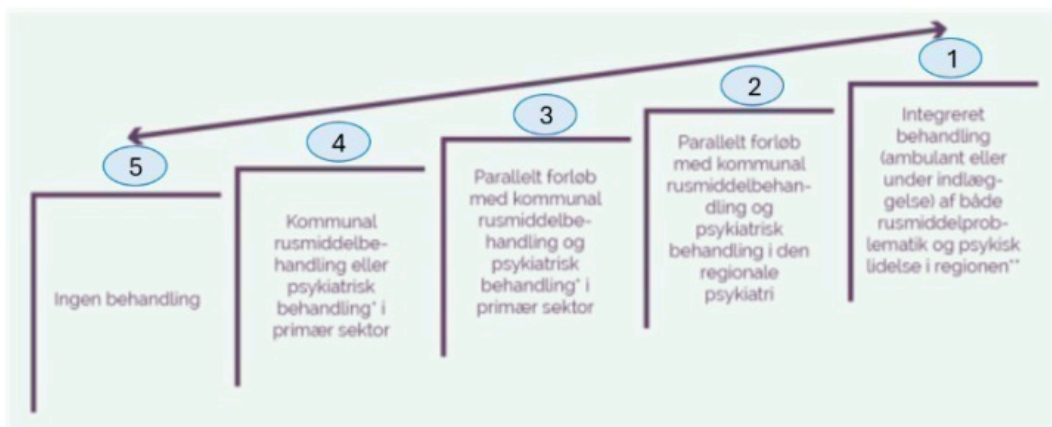 5
Ingen behandling
4
Kommunal
rusmiddelbe-
handling eller
psykiatrisk
behandling* i
primær sektor
3
Parallelt forløb
med kommunal
rusmiddelbe-
handling og
psykiatrisk
behandling* i
primær sektor
2
Parallelt forløb
med kommunal
rusmiddelbehan-
dling og
psykiatrisk
behandling i den
regionale
psykiatri
1
Integreret
behandling
(ambulant eller
under indlæg-
gelse) af både
rusmiddelprob-
lematik og psykisk
lidelse i regionen**